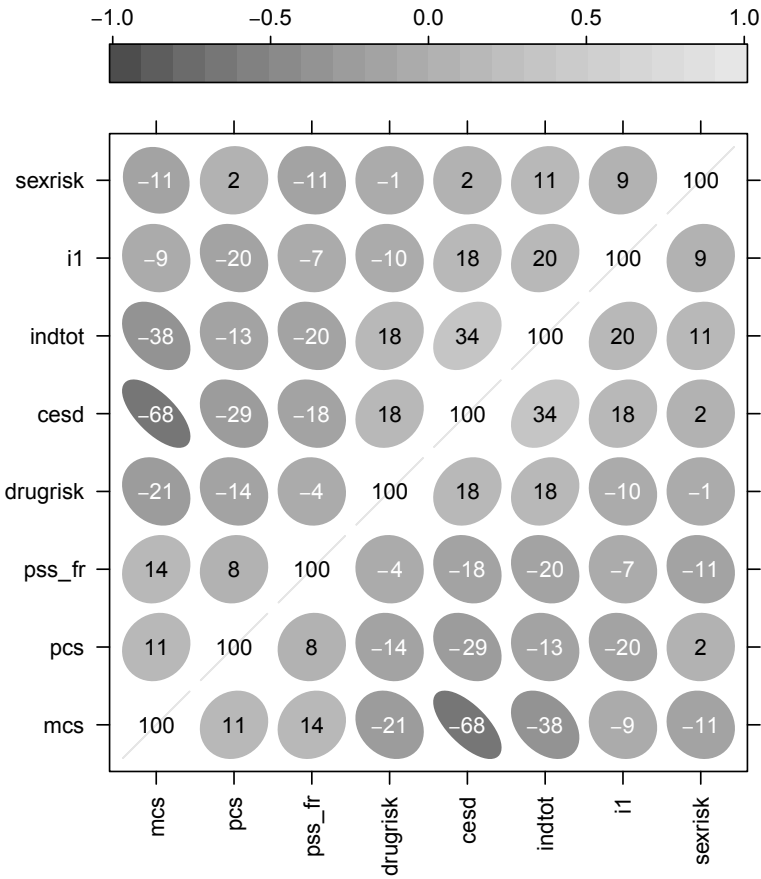 −1.0 −0.5 0.0 0.5 1.0
sexrisk −11 2 −11 −1 2 11 9 100
i1 −9 −20 −7 −10 18 20 100 9
indtot −38 −13 −20 18 34 100 20 11
cesd −68 −29 −18 18 100 34 18 2
drugrisk −21 −14 −4 100 18 18 −10 −1
pss_fr 14 8 100 −4 −18 −20 −7 −11
pcs 11 100 8 −14 −29 −13 −20 2
mcs 100 11 14 −21 −68 −38 −9 −11
mcs pcs pss_fr drugrisk cesd indtot i1 sexrisk